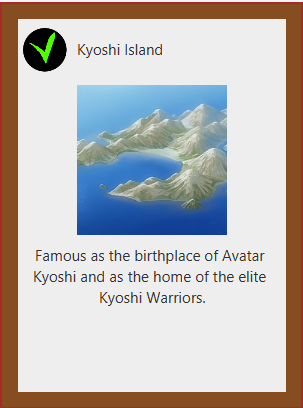 Kyoshi Island
Famous as the birthplace of Avatar
Kyoshi and as the home of the elite
Kyoshi Warriors.